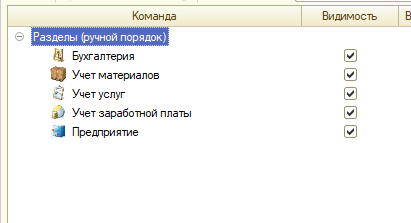 Команда Видимость В
Разделы (ручной порядок)
Бухгалтерия
Учет материалов
Учет услуг
Учет заработной платы
Предприятие